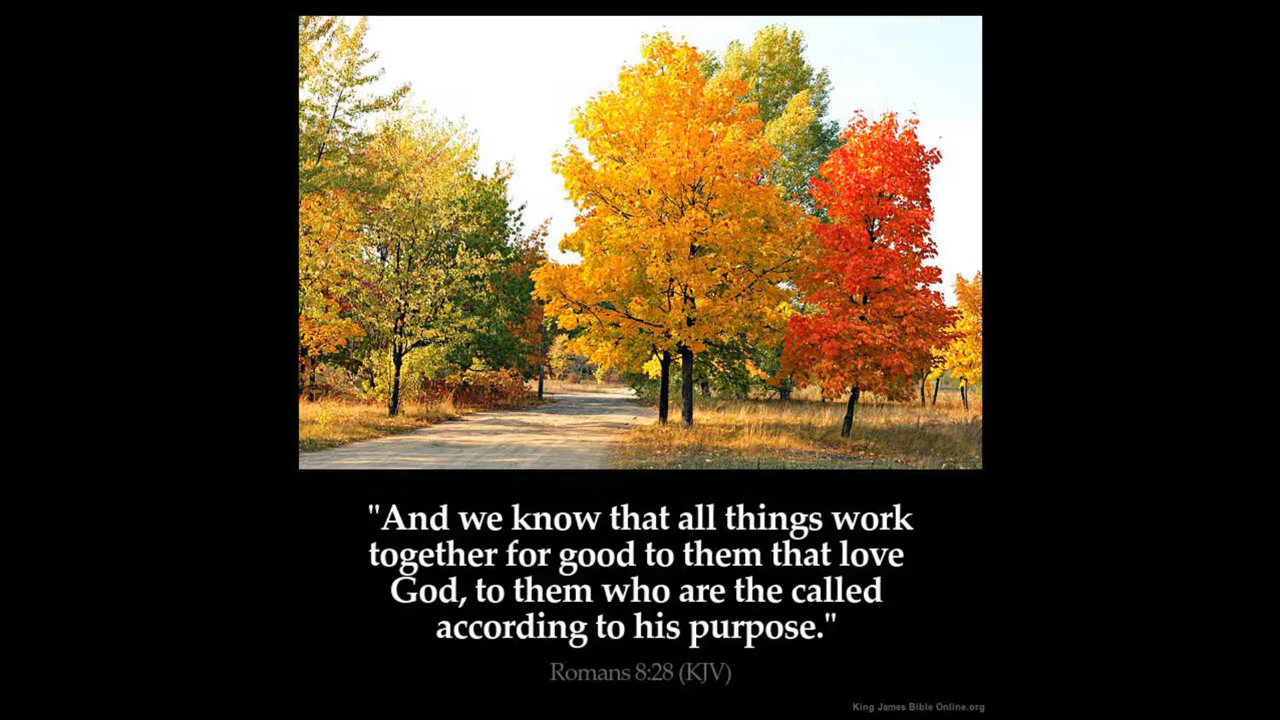 "And we know that all things work
together for good to them that love
God, to them who are the called
according to his purpose."
Romans 8:28 (KJV)
King James Bible Online.org